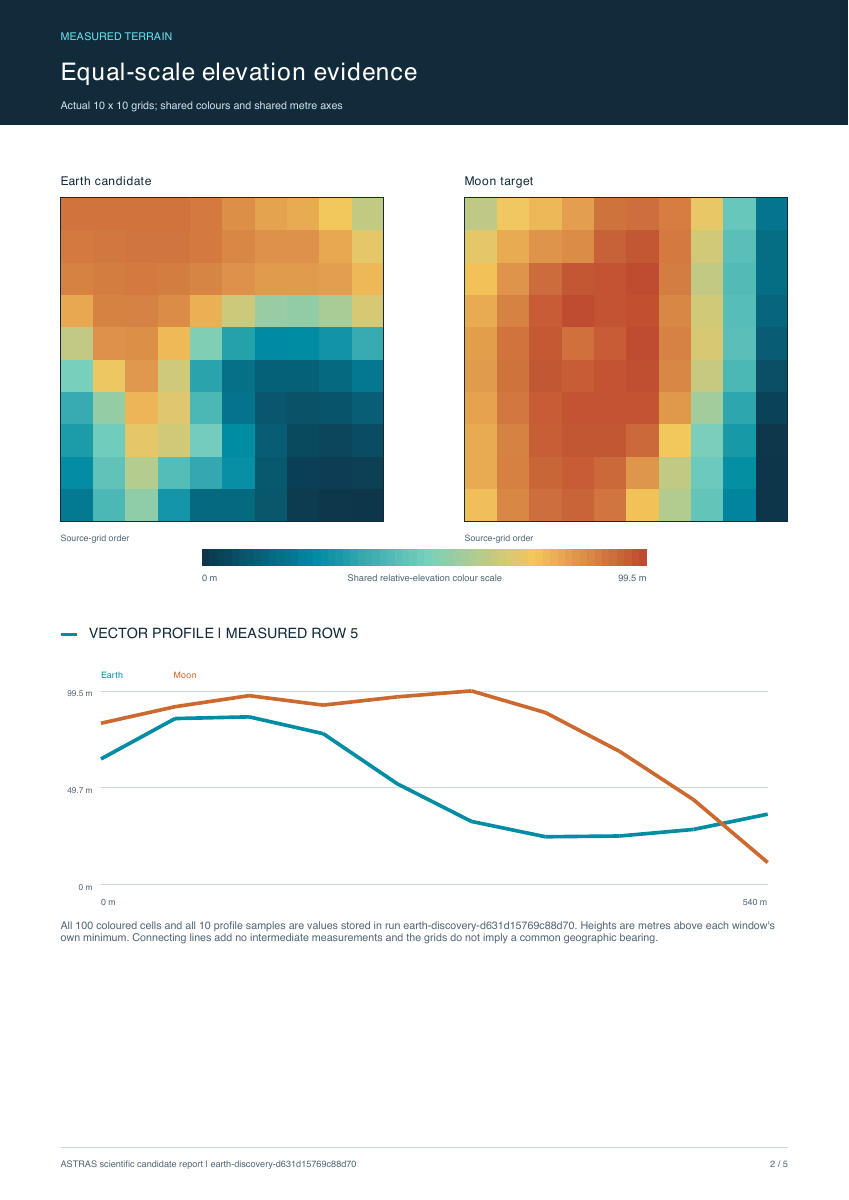 MEASURED TERRAIN
Equal-scale elevation evidence
Actual 10 x 10 grids; shared colours and shared metre axes
Earth candidate
Moon target
Source-grid order
Source-grid order
0 m
Shared relative-elevation colour scale
99.5 m
VECTOR PROFILE | MEASURED ROW 5
Earth
Moon
99.5 m
49.7 m
0 m
0 m
540 m
All 100 coloured cells and all 10 profile samples are values stored in run earth-discovery-d631d15769c88d70. Heights are metres above each window's
own minimum. Connecting lines add no intermediate measurements and the grids do not imply a common geographic bearing.
ASTRAS scientific candidate report | earth-discovery-d631d15769c88d70
2 / 5